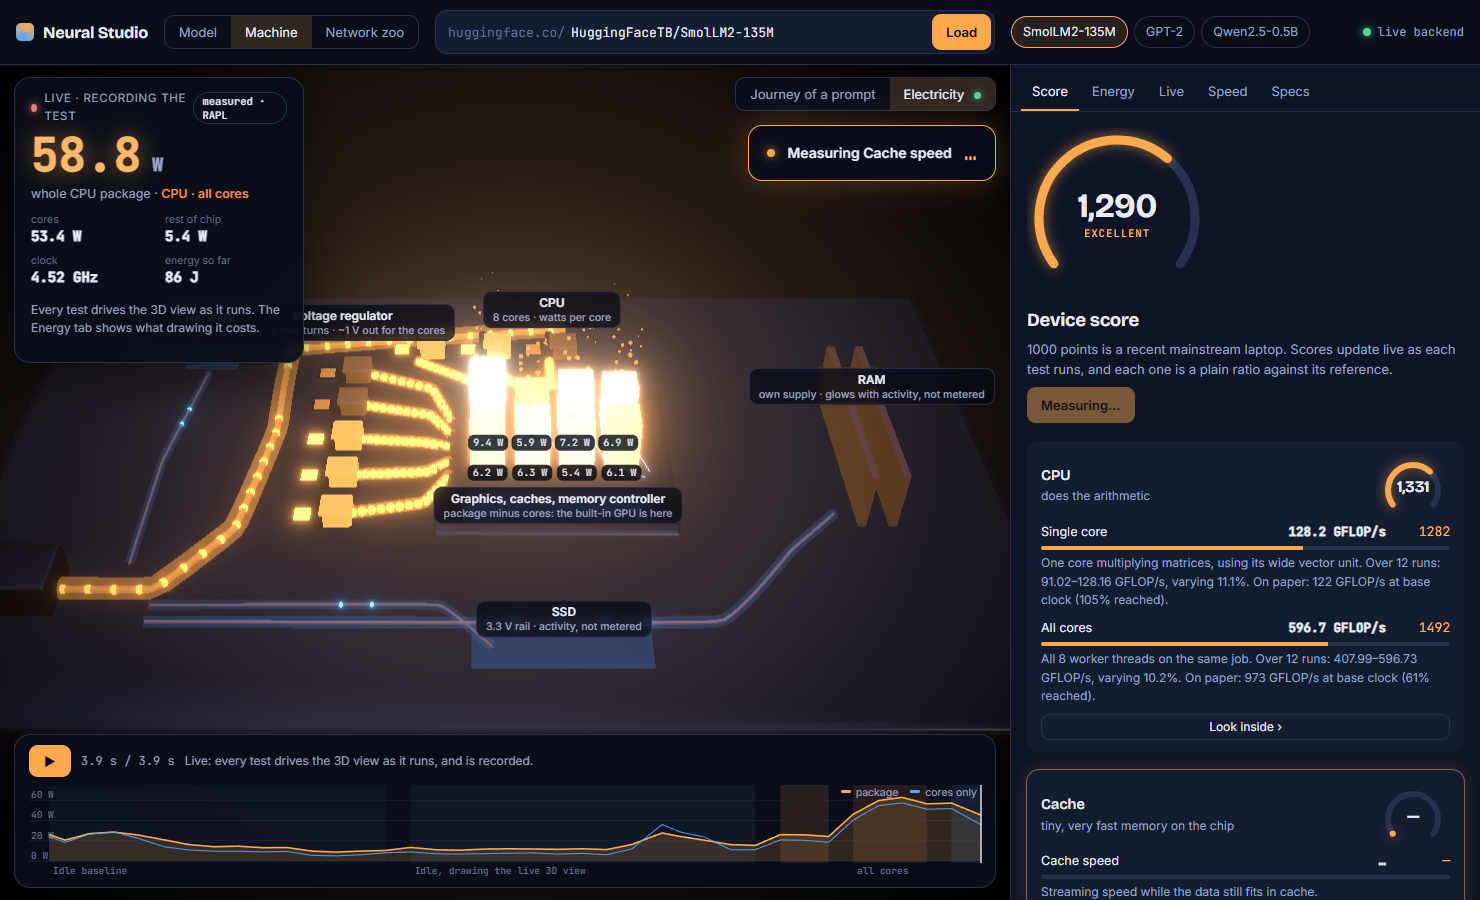 Neural Studio
Model
Machine
Network zoo
huggingface.co/ HuggingFaceTB/SmolLM2-135M
Load
SmolLM2-135M
GPT-2
Qwen2.5-0.5B
live backend
LIVE · RECORDING THE
TEST
measured ·
RAPL
58.8 W
whole CPU package · CPU · all cores
cores
rest of chip
53.4 W
5.4 W
clock
energy so far
4.52 GHz
86 J
Every test drives the 3D view as it runs. The
Energy tab shows what drawing it costs.
Journey of a prompt
Electricity
Measuring Cache speed …
Voltage regulator
turns · ~1 V out for the cores
CPU
8 cores · watts per core
RAM
own supply · glows with activity, not metered
9.4 W
5.9 W
7.2 W
6.9 W
6.2 W
6.3 W
5.4 W
6.1 W
Graphics, caches, memory controller
package minus cores: the built-in GPU is here
SSD
3.3 V rail · activity, not metered
3.9 s / 3.9 s
Live: every test drives the 3D view as it runs, and is recorded.
package
cores only
60 W
40 W
20 W
0 W
Idle baseline
Idle, drawing the live 3D view
all cores
Score
Energy
Live
Speed
Specs
1,290
EXCELLENT
Device score
1000 points is a recent mainstream laptop. Scores update live as each
test runs, and each one is a plain ratio against its reference.
Measuring…
CPU
does the arithmetic
1,331
Single core
128.2 GFLOP/s
1282
One core multiplying matrices, using its wide vector unit. Over 12 runs:
91.02–128.16 GFLOP/s, varying 11.1%. On paper: 122 GFLOP/s at base
clock (105% reached).
All cores
596.7 GFLOP/s
1492
All 8 worker threads on the same job. Over 12 runs: 407.99–596.73
GFLOP/s, varying 10.2%. On paper: 973 GFLOP/s at base clock (61%
reached).
Look inside ›
Cache
tiny, very fast memory on the chip
–
Cache speed
…
–
Streaming speed while the data still fits in cache.